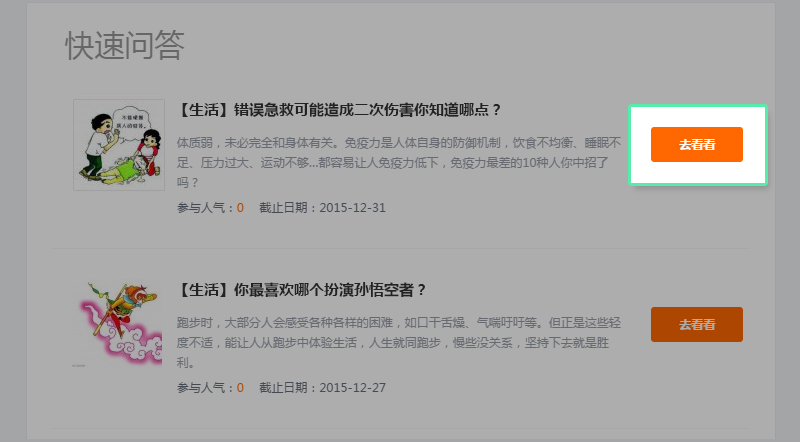 快速问答
【生活】错误急救可能造成二次伤害你知道哪点？
体质弱，未必完全和身体有关。免疫力是人体自身的防御机制，饮食不均衡、睡眠不
足、压力过大、运动不够...都容易让人免疫力低下，免疫力最差的10种人你中招了
吗？
参与人气：0 截止日期：2015-12-31
去看看
【生活】你最喜欢哪个扮演孙悟空者？
跑步时，大部分人会感受各种各样的困难，如口干舌燥、气喘吁吁等。但正是这些轻
度不适，能让人从跑步中体验生活，人生就同跑步，慢些没关系，坚持下去就是胜
利。
参与人气：0 截止日期：2015-12-27
去看看